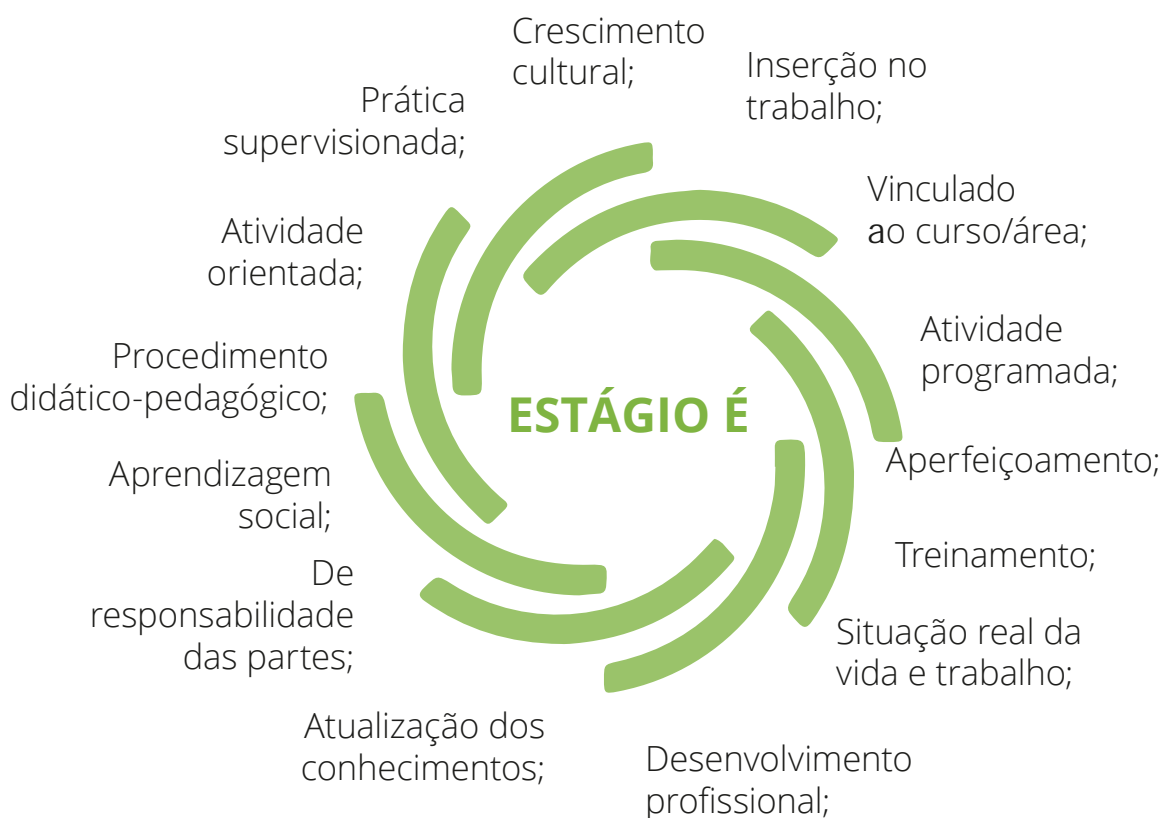 Crescimento
cultural;
Inserção no
trabalho;
Vinculado
ao curso/área;
Atividade
programada;
Aperfeiçoamento;
Treinamento;
Situação real da
vida e trabalho;
Desenvolvimento
profissional;
Atualização dos
conhecimentos;
De
responsabilidade
das partes;
Aprendizagem
social;
Procedimento
didático-pedagógico;
Atividade
orientada;
Prática
supervisionada;
ESTÁGIO É